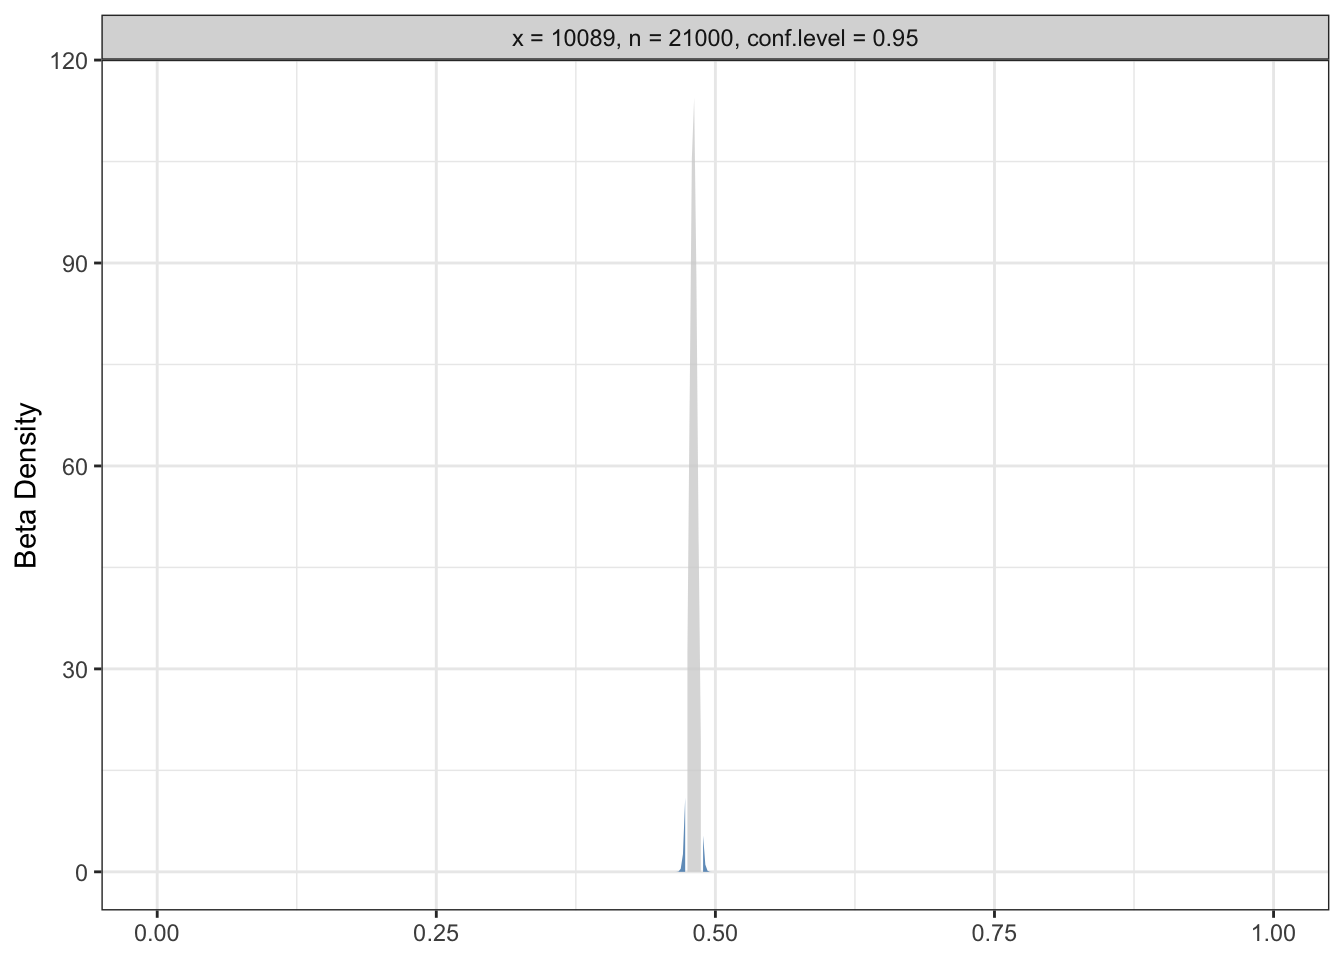 x = 10089, n = 21000, conf.level = 0.95
120
90
60
30
0
Beta Density
0.00 0.25 0.50 0.75 1.00